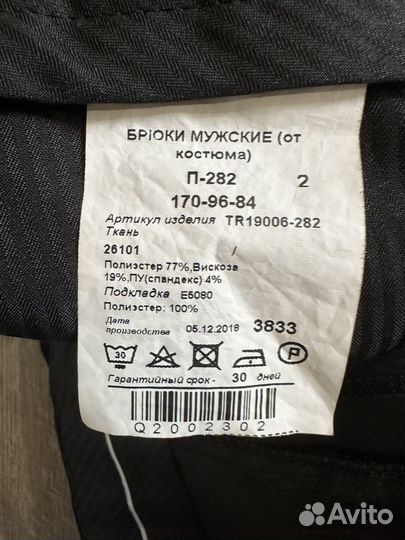 БРЮКИ МУЖСКИЕ (от
костюма)
П-282 2
170-96-84
Артикул изделия TR19006-282
Ткань
26101 /
Полиэстер 77%,Вискоза
19%,ПУ(спандекс) 4%
Подкладка E5080
Полиэстер: 100%
Дата
производства 05.12.2018 3833
30 P
Гарантийный срок - 30 дней
Q2002302
Avito